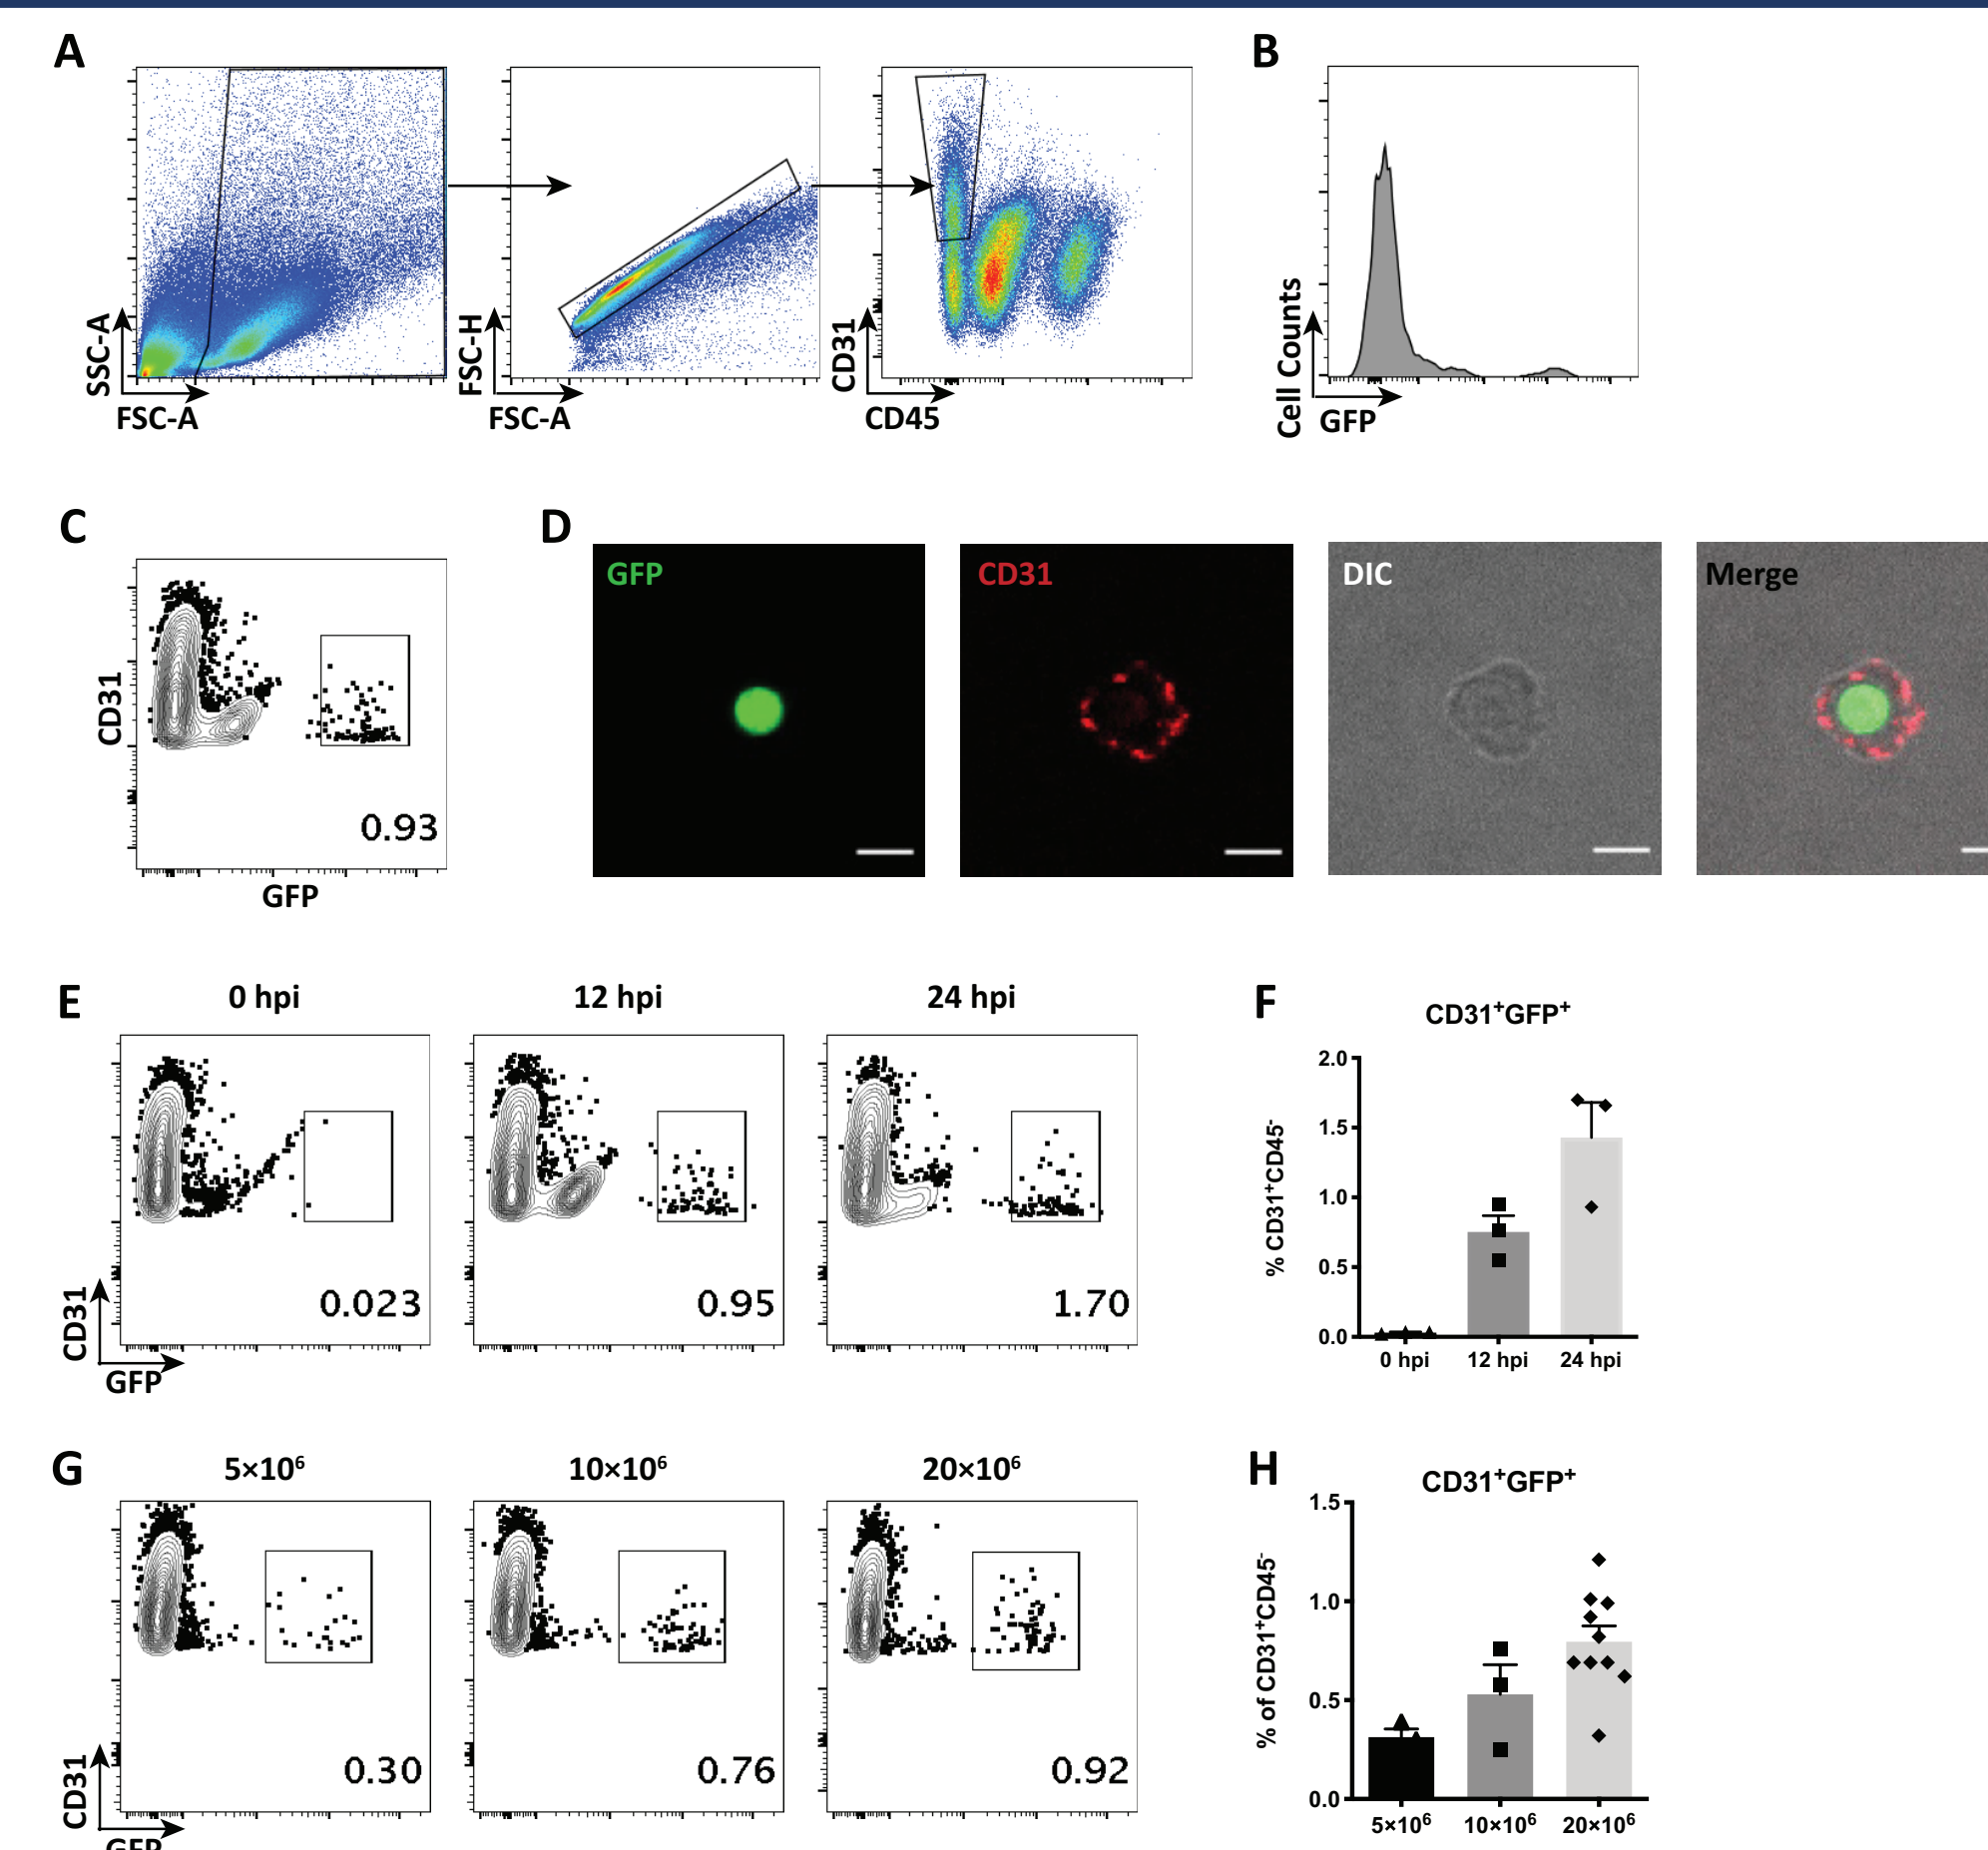 A
SSC-A
FSC-A
FSC-H
FSC-A
CD31
CD45
B
Cell Counts
GFP
C
CD31
GFP
0.93
D
GFP
CD31
DIC
Merge
E
0 hpi
12 hpi
24 hpi
0.023
0.95
1.70
CD31
GFP
F
CD31⁺GFP⁺
% CD31⁺CD45⁻
2.0
1.5
1.0
0.5
0.0
0 hpi
12 hpi
24 hpi
G
5×10⁶
10×10⁶
20×10⁶
0.30
0.76
0.92
CD31
GFP
H
CD31⁺GFP⁺
% of CD31⁺CD45⁻
1.5
1.0
0.5
0.0
5×10⁶
10×10⁶
20×10⁶